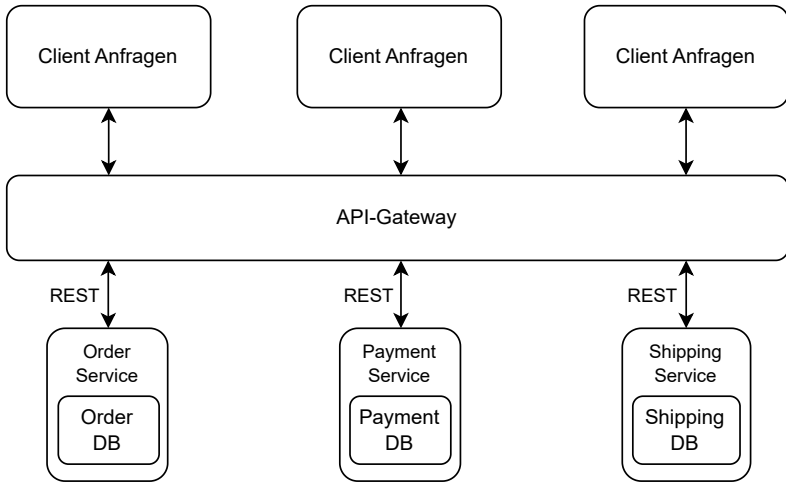 Client Anfragen
Client Anfragen
Client Anfragen
API-Gateway
REST
REST
REST
Order
Service
Order
DB
Payment
Service
Payment
DB
Shipping
Service
Shipping
DB